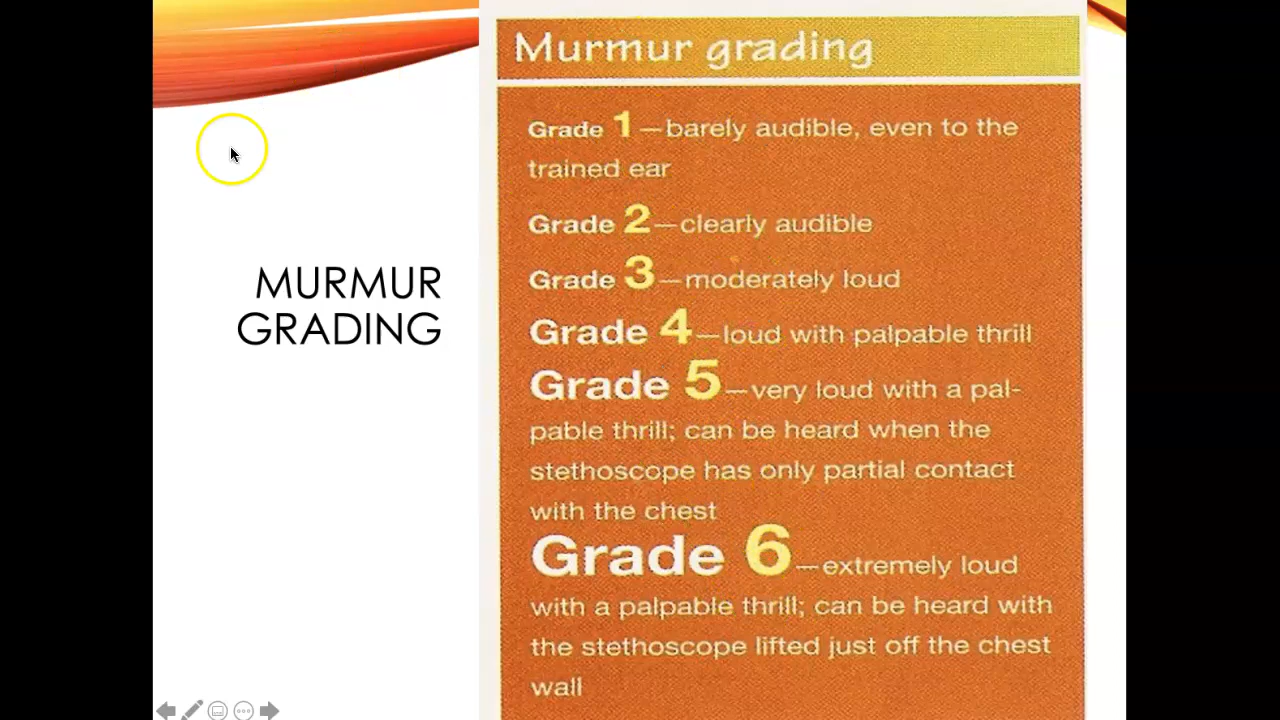 Murmur grading
MURMUR
GRADING
Grade 1—barely audible, even to the
trained ear
Grade 2—clearly audible
Grade 3—moderately loud
Grade 4—loud with palpable thrill
Grade 5—very loud with a pal-
pable thrill; can be heard when the
stethoscope has only partial contact
with the chest
Grade 6—extremely loud
with a palpable thrill; can be heard with
the stethoscope lifted just off the chest
wall